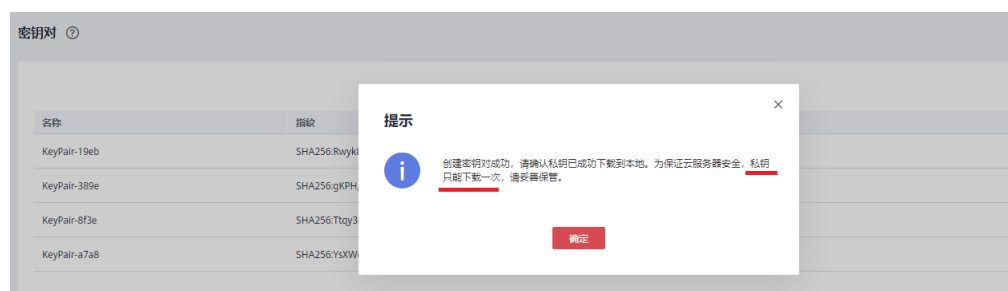 密钥对 ?
名称 指纹
提示 ×
KeyPair-19eb SHA256:Rwyk
创建密钥对成功，请确认私钥已成功下载到本地。为保证云服务器安全，私钥
只能下载一次，请妥善保管。
KeyPair-389e SHA256:gKPH
KeyPair-8f3e SHA256:Ttqy3
确定
KeyPair-a7a8 SHA256:YsXW